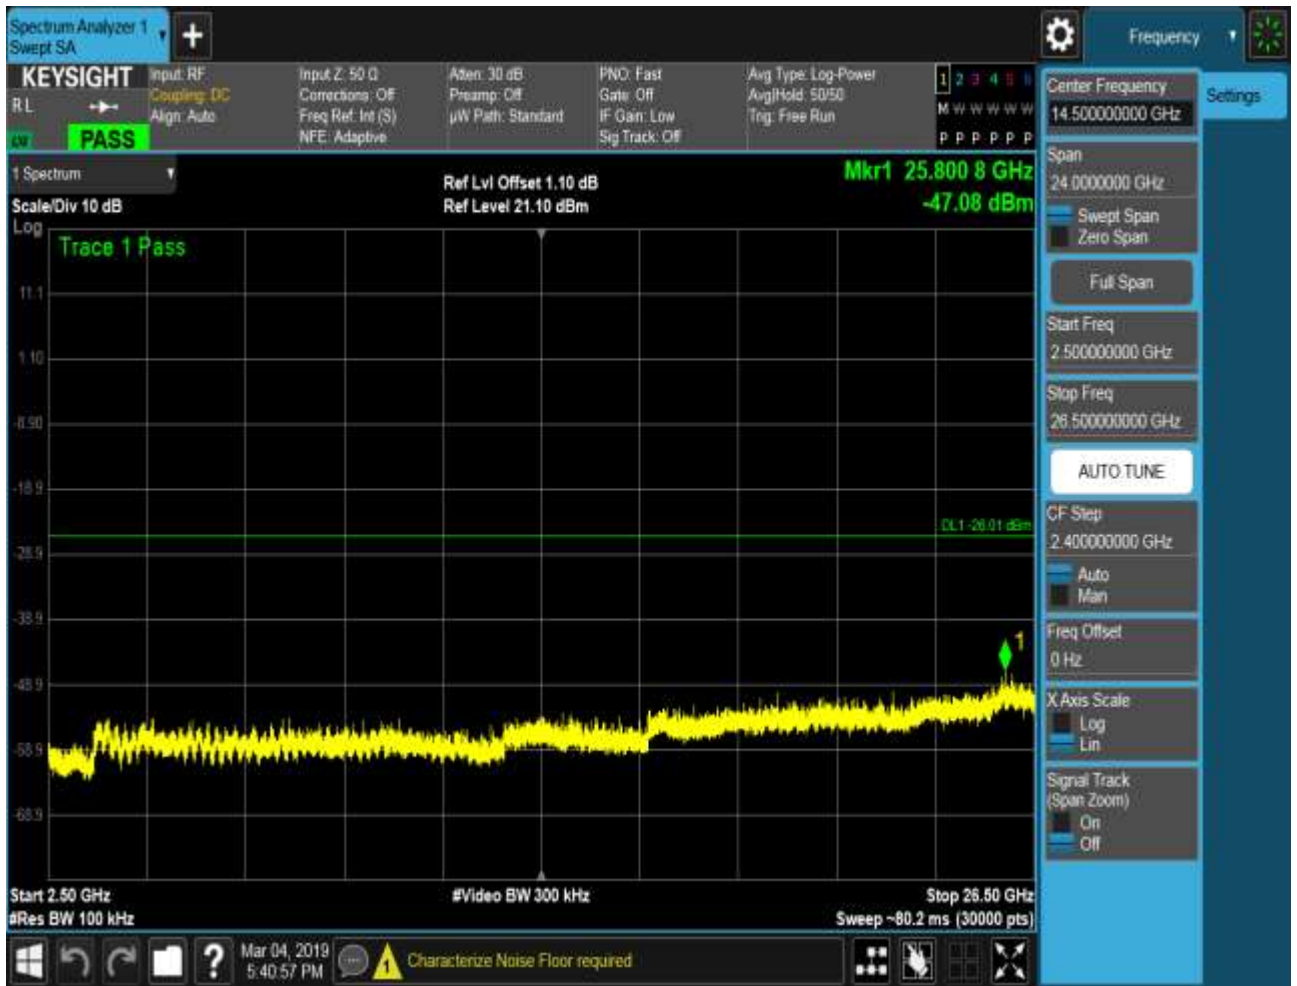 Spectrum Analyzer 1
Swept SA
Frequency
KEYSIGHT
R L
PASS
Input: RF
Coupling: DC
Align: Auto
Input Z: 50 Ω
Corrections: Off
Freq Ref: Int (S)
NFE: Adaptive
Atten: 30 dB
Preamp: Off
µW Path: Standard
PNO: Fast
Gate: Off
IF Gain: Low
Sig Track: Off
Avg Type: Log-Power
Avg|Hold: 50/50
Trig: Free Run
1 2 3 4 5 6
M W W W W W
P P P P P P
Center Frequency
14.500000000 GHz
Settings
Span
24.0000000 GHz
Swept Span
Zero Span
Full Span
Start Freq
2.500000000 GHz
Stop Freq
26.500000000 GHz
AUTO TUNE
CF Step
2.400000000 GHz
Auto
Man
Freq Offset
0 Hz
X Axis Scale
Log
Lin
Signal Track
(Span Zoom)
On
Off
1 Spectrum
Scale/Div 10 dB
Log
Ref Lvl Offset 1.10 dB
Ref Level 21.10 dBm
Mkr1 25.800 8 GHz
-47.08 dBm
Trace 1 Pass
11.1
1.10
-8.90
-18.9
DL1 -26.01 dBm
-28.9
-38.9
1
-48.9
-58.9
-68.9
Start 2.50 GHz
#Video BW 300 kHz
Stop 26.50 GHz
#Res BW 100 kHz
Sweep ~80.2 ms (30000 pts)
?
Mar 04, 2019
5:40:57 PM
1
Characterize Noise Floor required